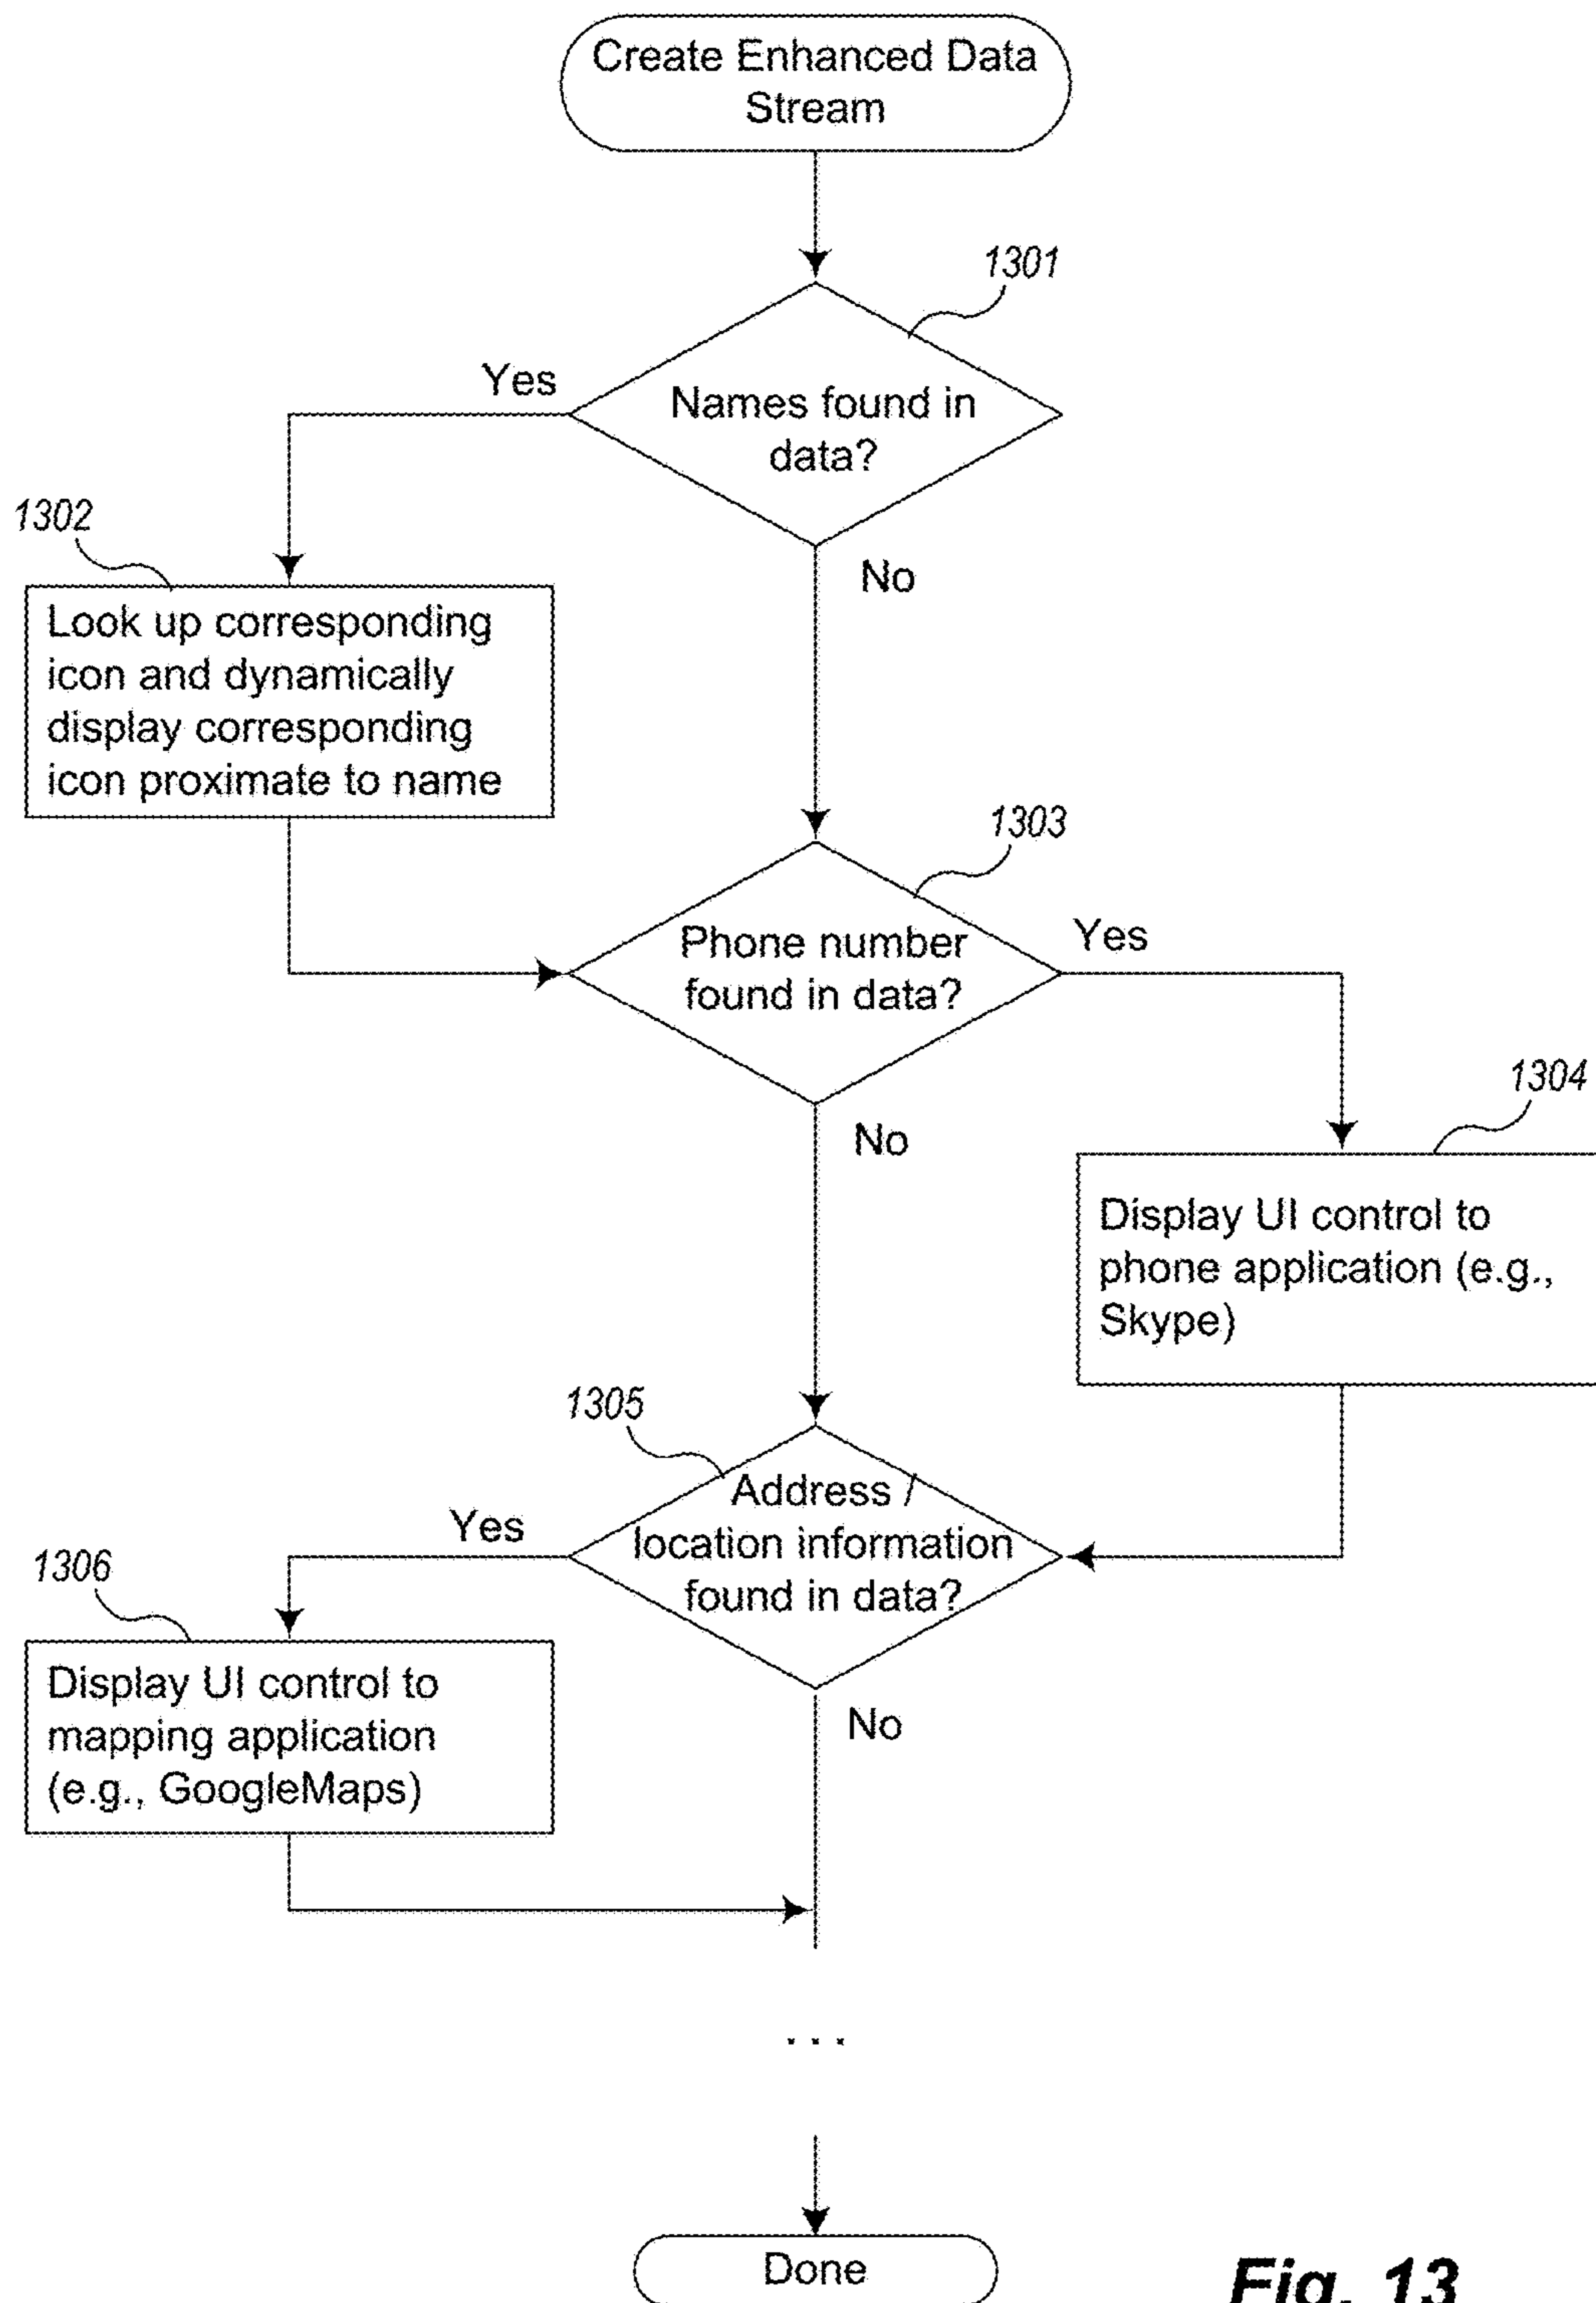 Create Enhanced Data
Stream
1301
Yes
Names found in
data?
1302
No
Look up corresponding
icon and dynamically
display corresponding
icon proximate to name
1303
Phone number
found in data?
Yes
1304
No
Display UI control to
phone application (e.g.,
Skype)
1305
Address /
location information
found in data?
Yes
1306
No
Display UI control to
mapping application
(e.g., GoogleMaps)
...
Done
Fig. 13